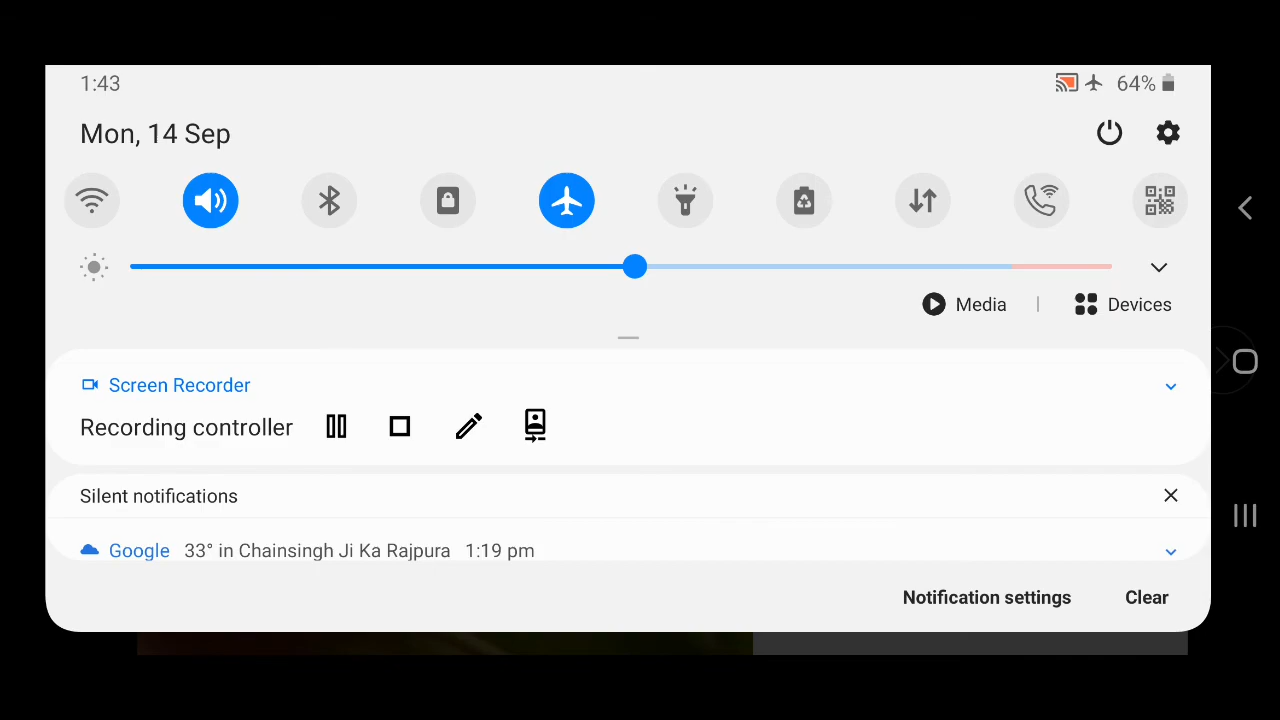 1:43 64%
Mon, 14 Sep
Media | Devices
Screen Recorder
Recording controller
Silent notifications
Google 33° in Chainsingh Ji Ka Rajpura 1:19 pm
Notification settings Clear